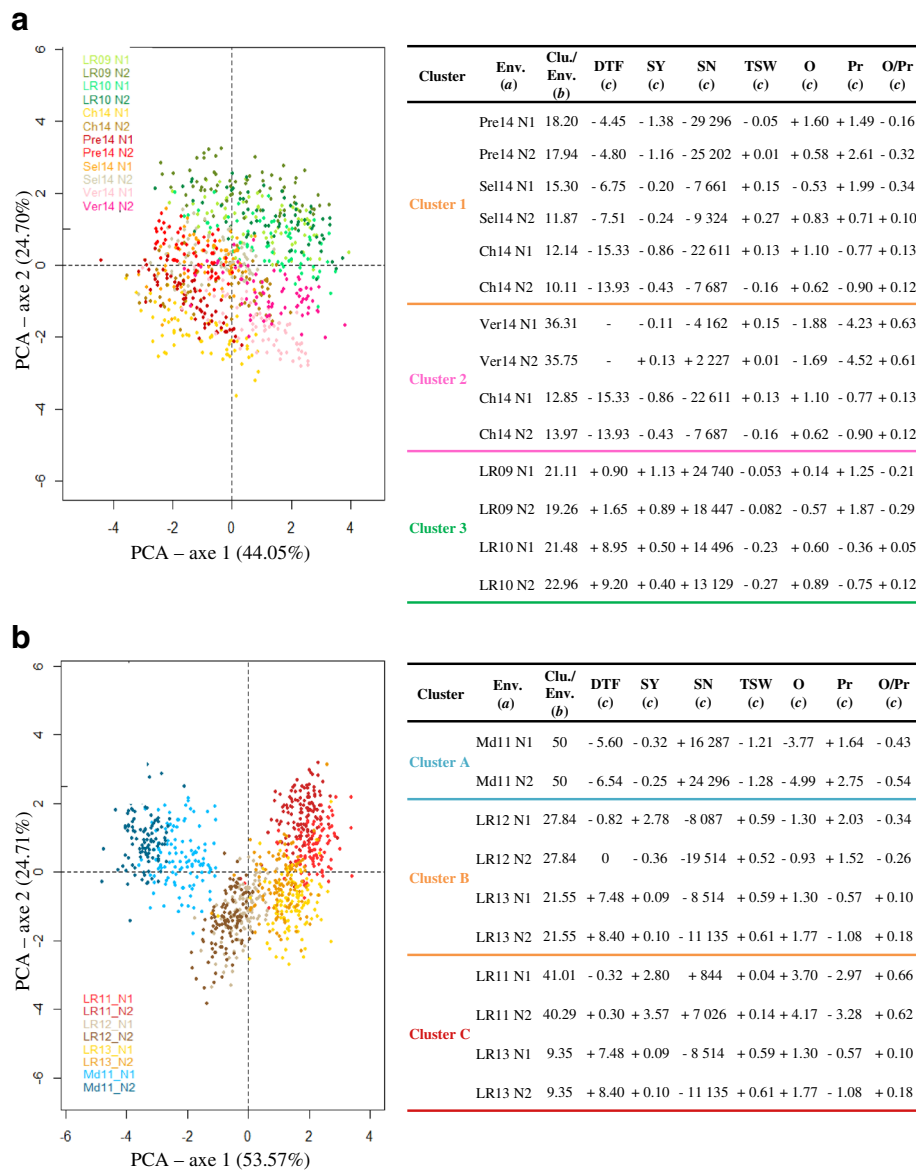 a
6
4
2
0
-2
-4
-6
PCA – axe 2 (24.70%)
LR09 N1
LR09 N2
LR10 N1
LR10 N2
Ch14 N1
Ch14 N2
Pre14 N1
Pre14 N2
Sel14 N1
Sel14 N2
Ver14 N1
Ver14 N2
-4 -2 0 2 4
PCA – axe 1 (44.05%)
Cluster Env. (a) Clu./ Env. (b) DTF (c) SY (c) SN (c) TSW (c) O (c) Pr (c) O/Pr (c)
Cluster 1
Pre14 N1 18.20 - 4.45 - 1.38 - 29 296 - 0.05 + 1.60 + 1.49 - 0.16
Pre14 N2 17.94 - 4.80 - 1.16 - 25 202 + 0.01 + 0.58 + 2.61 - 0.32
Sel14 N1 15.30 - 6.75 - 0.20 - 7 661 + 0.15 - 0.53 + 1.99 - 0.34
Sel14 N2 11.87 - 7.51 - 0.24 - 9 324 + 0.27 + 0.83 + 0.71 + 0.10
Ch14 N1 12.14 - 15.33 - 0.86 - 22 611 + 0.13 + 1.10 - 0.77 + 0.13
Ch14 N2 10.11 - 13.93 - 0.43 - 7 687 - 0.16 + 0.62 - 0.90 + 0.12
Cluster 2
Ver14 N1 36.31 - - 0.11 - 4 162 + 0.15 - 1.88 - 4.23 + 0.63
Ver14 N2 35.75 - + 0.13 + 2 227 + 0.01 - 1.69 - 4.52 + 0.61
Ch14 N1 12.85 - 15.33 - 0.86 - 22 611 + 0.13 + 1.10 - 0.77 + 0.13
Ch14 N2 13.97 - 13.93 - 0.43 - 7 687 - 0.16 + 0.62 - 0.90 + 0.12
Cluster 3
LR09 N1 21.11 + 0.90 + 1.13 + 24 740 - 0.053 + 0.14 + 1.25 - 0.21
LR09 N2 19.26 + 1.65 + 0.89 + 18 447 - 0.082 - 0.57 + 1.87 - 0.29
LR10 N1 21.48 + 8.95 + 0.50 + 14 496 - 0.23 + 0.60 - 0.36 + 0.05
LR10 N2 22.96 + 9.20 + 0.40 + 13 129 - 0.27 + 0.89 - 0.75 + 0.12
b
6
4
2
0
-2
-4
-6
PCA – axe 2 (24.71%)
LR11_N1
LR11_N2
LR12_N1
LR12_N2
LR13_N1
LR13_N2
Md11_N1
Md11_N2
-6 -4 -2 0 2 4
PCA – axe 1 (53.57%)
Cluster Env. (a) Clu./ Env. (b) DTF (c) SY (c) SN (c) TSW (c) O (c) Pr (c) O/Pr (c)
Cluster A
Md11 N1 50 - 5.60 - 0.32 + 16 287 - 1.21 -3.77 + 1.64 - 0.43
Md11 N2 50 - 6.54 - 0.25 + 24 296 - 1.28 - 4.99 + 2.75 - 0.54
Cluster B
LR12 N1 27.84 - 0.82 + 2.78 -8 087 + 0.59 - 1.30 + 2.03 - 0.34
LR12 N2 27.84 0 - 0.36 -19 514 + 0.52 - 0.93 + 1.52 - 0.26
LR13 N1 21.55 + 7.48 + 0.09 - 8 514 + 0.59 + 1.30 - 0.57 + 0.10
LR13 N2 21.55 + 8.40 + 0.10 - 11 135 + 0.61 + 1.77 - 1.08 + 0.18
Cluster C
LR11 N1 41.01 - 0.32 + 2.80 + 844 + 0.04 + 3.70 - 2.97 + 0.66
LR11 N2 40.29 + 0.30 + 3.57 + 7 026 + 0.14 + 4.17 - 3.28 + 0.62
LR13 N1 9.35 + 7.48 + 0.09 - 8 514 + 0.59 + 1.30 - 0.57 + 0.10
LR13 N2 9.35 + 8.40 + 0.10 - 11 135 + 0.61 + 1.77 - 1.08 + 0.18